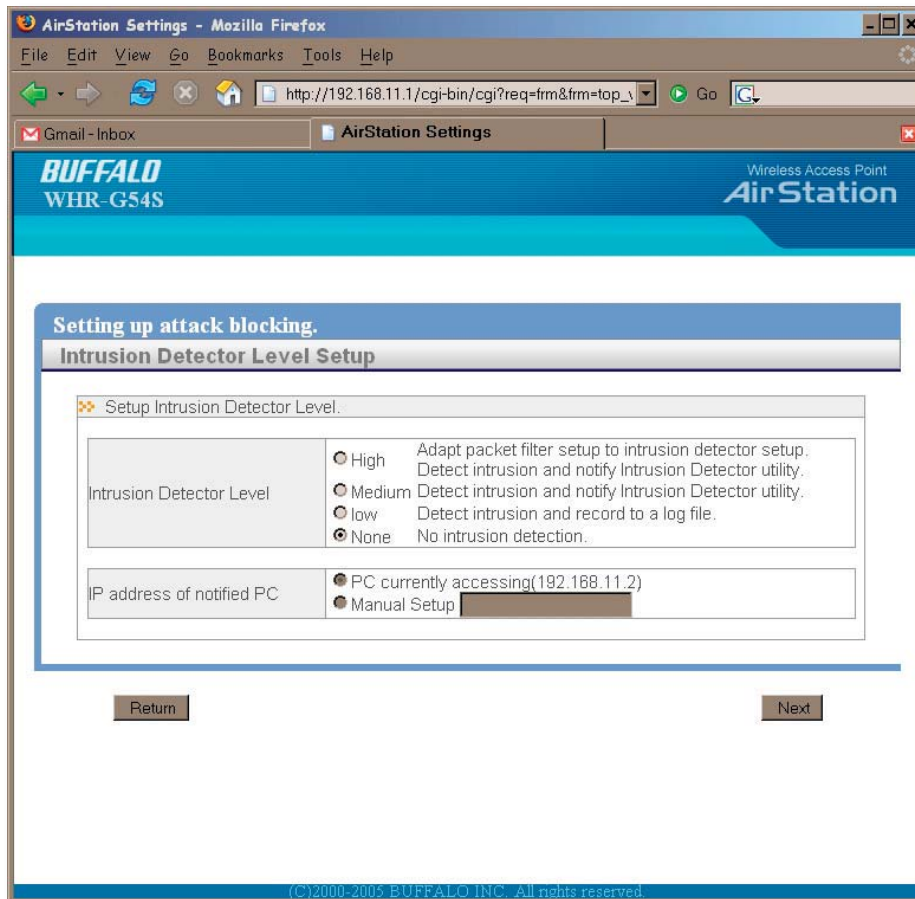 AirStation Settings - Mozilla Firefox
File Edit View Go Bookmarks Tools Help
http://192.168.11.1/cgi-bin/cgi?req=frm&frm=top_ Go G
Gmail - Inbox AirStation Settings
BUFFALO
WHR-G54S
Wireless Access Point
AirStation
Setting up attack blocking.
Intrusion Detector Level Setup
Setup Intrusion Detector Level.
Intrusion Detector Level
High Adapt packet filter setup to intrusion detector setup.
Detect intrusion and notify Intrusion Detector utility.
Medium Detect intrusion and notify Intrusion Detector utility.
low Detect intrusion and record to a log file.
None No intrusion detection.
IP address of notified PC
PC currently accessing(192.168.11.2)
Manual Setup
Return Next
(C)2000-2005 BUFFALO INC. All rights reserved.